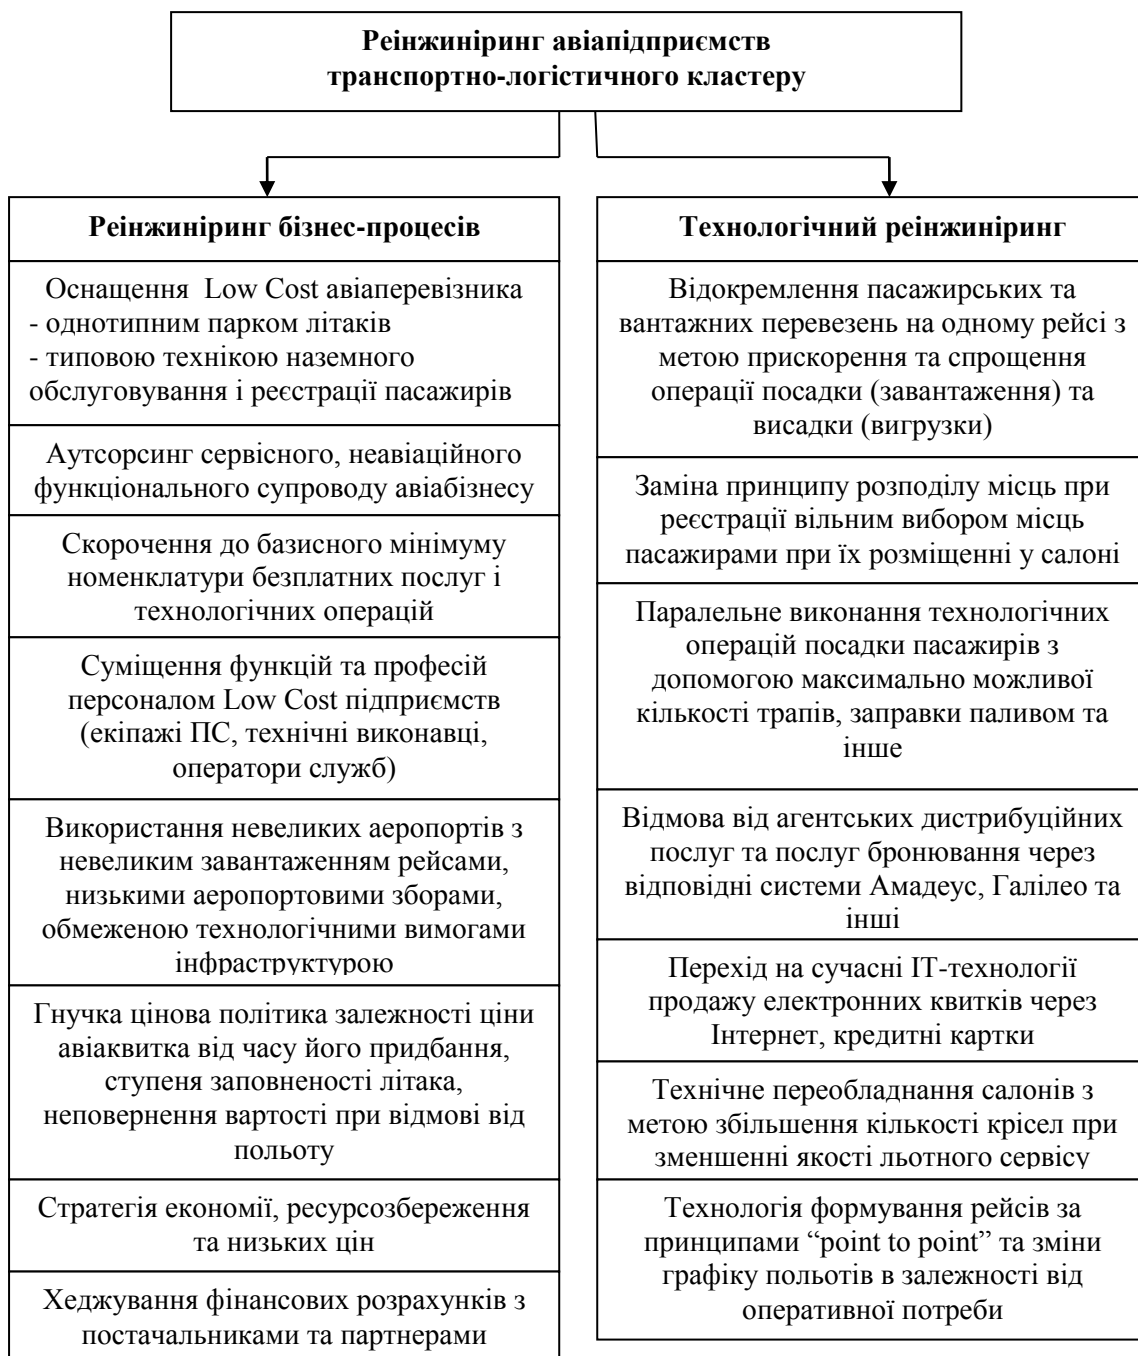 Реінжиніринг авіапідприємств
транспортно-логістичного кластеру
Реінжиніринг бізнес-процесів
Оснащення Low Cost авіаперевізника
- однотипним парком літаків
- типовою технікою наземного
обслуговування і реєстрації пасажирів
Аутсорсинг сервісного, неавіаційного
функціонального супроводу авіабізнесу
Скорочення до базисного мінімуму
номенклатури безплатних послуг і
технологічних операцій
Суміщення функцій та професій
персоналом Low Cost підприємств
(екіпажі ПС, технічні виконавці,
оператори служб)
Використання невеликих аеропортів з
невеликим завантаженням рейсами,
низькими аеропортовими зборами,
обмеженою технологічними вимогами
інфраструктурою
Гнучка цінова політика залежності ціни
авіаквитка від часу його придбання,
ступеня заповненості літака,
неповернення вартості при відмові від
польоту
Стратегія економії, ресурсозбереження
та низьких цін
Хеджування фінансових розрахунків з
постачальниками та партнерами
Технологічний реінжиніринг
Відокремлення пасажирських та
вантажних перевезень на одному рейсі з
метою прискорення та спрощення
операції посадки (завантаження) та
висадки (вигрузки)
Заміна принципу розподілу місць при
реєстрації вільним вибором місць
пасажирами при їх розміщенні у салоні
Паралельне виконання технологічних
операцій посадки пасажирів з
допомогою максимально можливої
кількості трапів, заправки паливом та
інше
Відмова від агентських дистрибуційних
послуг та послуг бронювання через
відповідні системи Амадеус, Галілео та
інші
Перехід на сучасні ІТ-технології
продажу електронних квитків через
Інтернет, кредитні картки
Технічне переобладнання салонів з
метою збільшення кількості крісел при
зменшенні якості льотного сервісу
Технологія формування рейсів за
принципами “point to point” та зміни
графіку польотів в залежності від
оперативної потреби